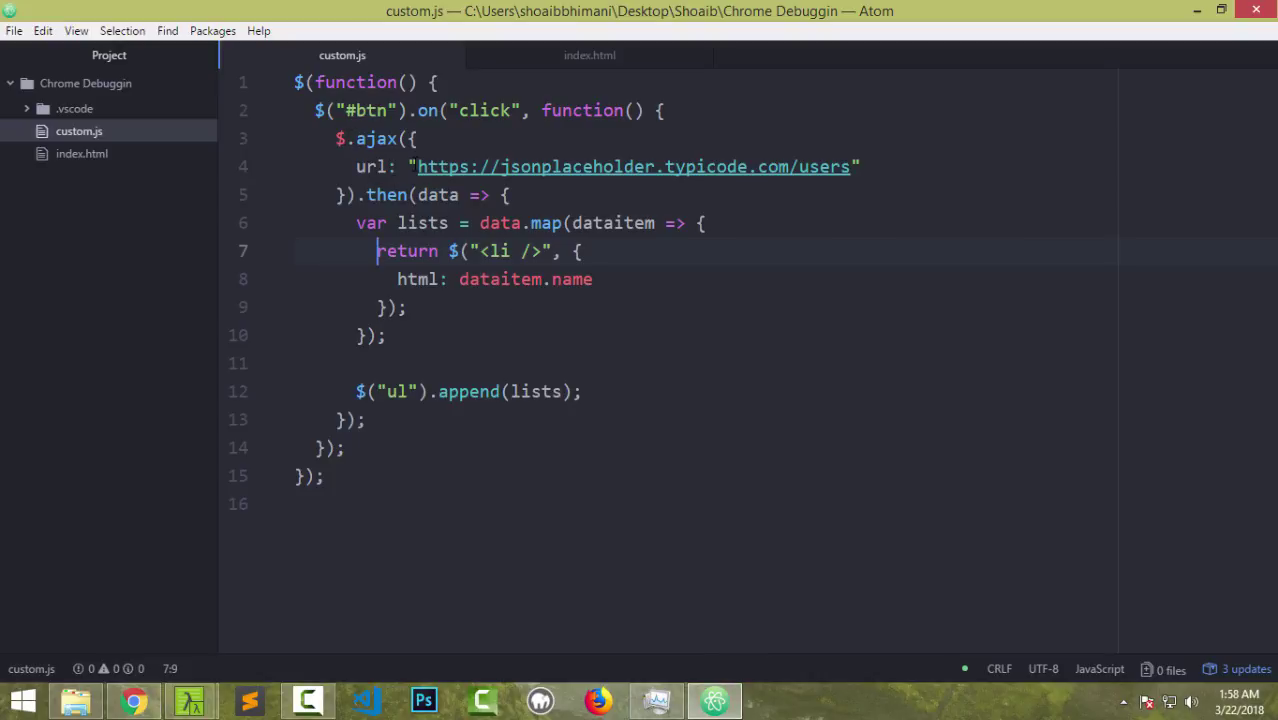 custom.js — C:\Users\shoaibbhimani\Desktop\Shoaib\Chrome Debuggin — Atom
File Edit View Selection Find Packages Help
Project
custom.js
index.html
Chrome Debuggin
.vscode
custom.js
index.html
1 $(function() {
2 $("#btn").on("click", function() {
3 $.ajax({
4 url: "https://jsonplaceholder.typicode.com/users"
5 }).then(data => {
6 var lists = data.map(dataitem => {
7 return $("<li />", {
8 html: dataitem.name
9 });
10 });
11
12 $("ul").append(lists);
13 });
14 });
15 });
16
custom.js 0 0 0 7:9 CRLF UTF-8 JavaScript 0 files 3 updates
Ps
1:58 AM
3/22/2018